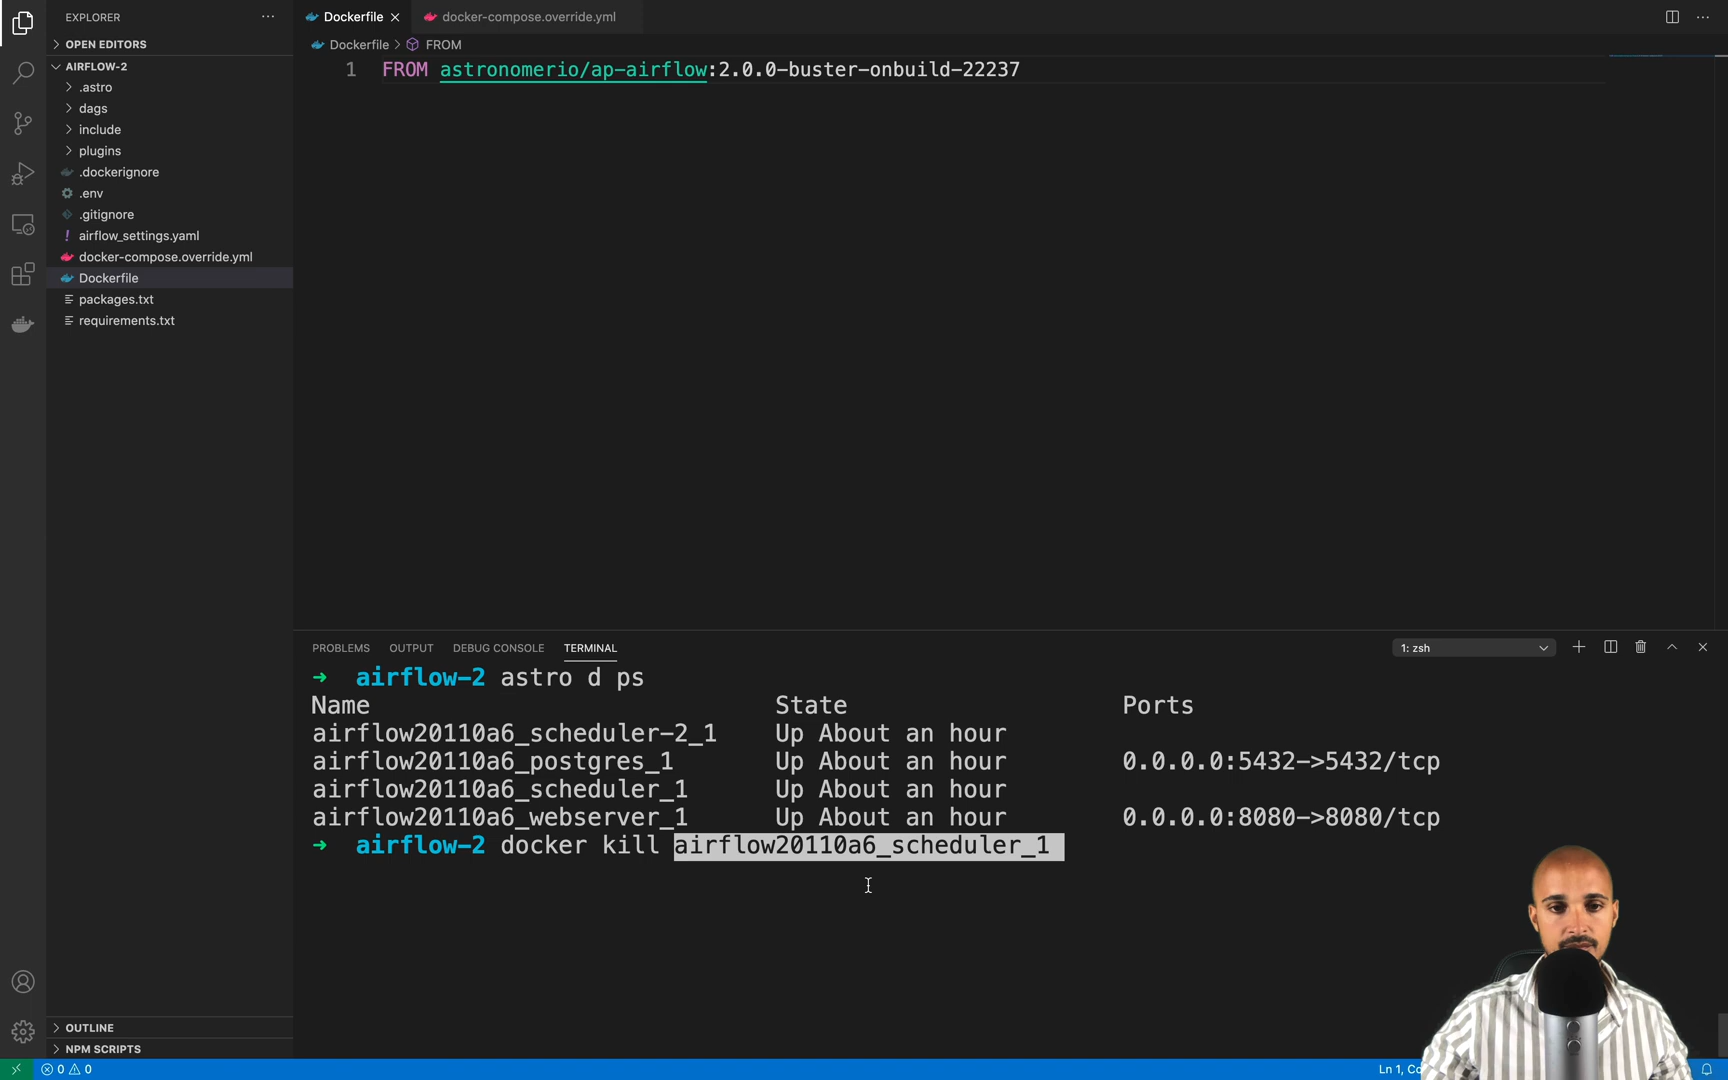 EXPLORER
OPEN EDITORS
AIRFLOW-2
.astro
dags
include
plugins
.dockerignore
.env
.gitignore
airflow_settings.yaml
docker-compose.override.yml
Dockerfile
packages.txt
requirements.txt
OUTLINE
NPM SCRIPTS
Dockerfile
docker-compose.override.yml
Dockerfile > FROM
1 FROM astronomerio/ap-airflow:2.0.0-buster-onbuild-22237
PROBLEMS OUTPUT DEBUG CONSOLE TERMINAL
1: zsh
➜ airflow-2 astro d ps
Name State Ports
airflow20110a6_scheduler-2_1 Up About an hour
airflow20110a6_postgres_1 Up About an hour 0.0.0.0:5432->5432/tcp
airflow20110a6_scheduler_1 Up About an hour
airflow20110a6_webserver_1 Up About an hour 0.0.0.0:8080->8080/tcp
➜ airflow-2 docker kill airflow20110a6_scheduler_1
0 0
Ln 1,